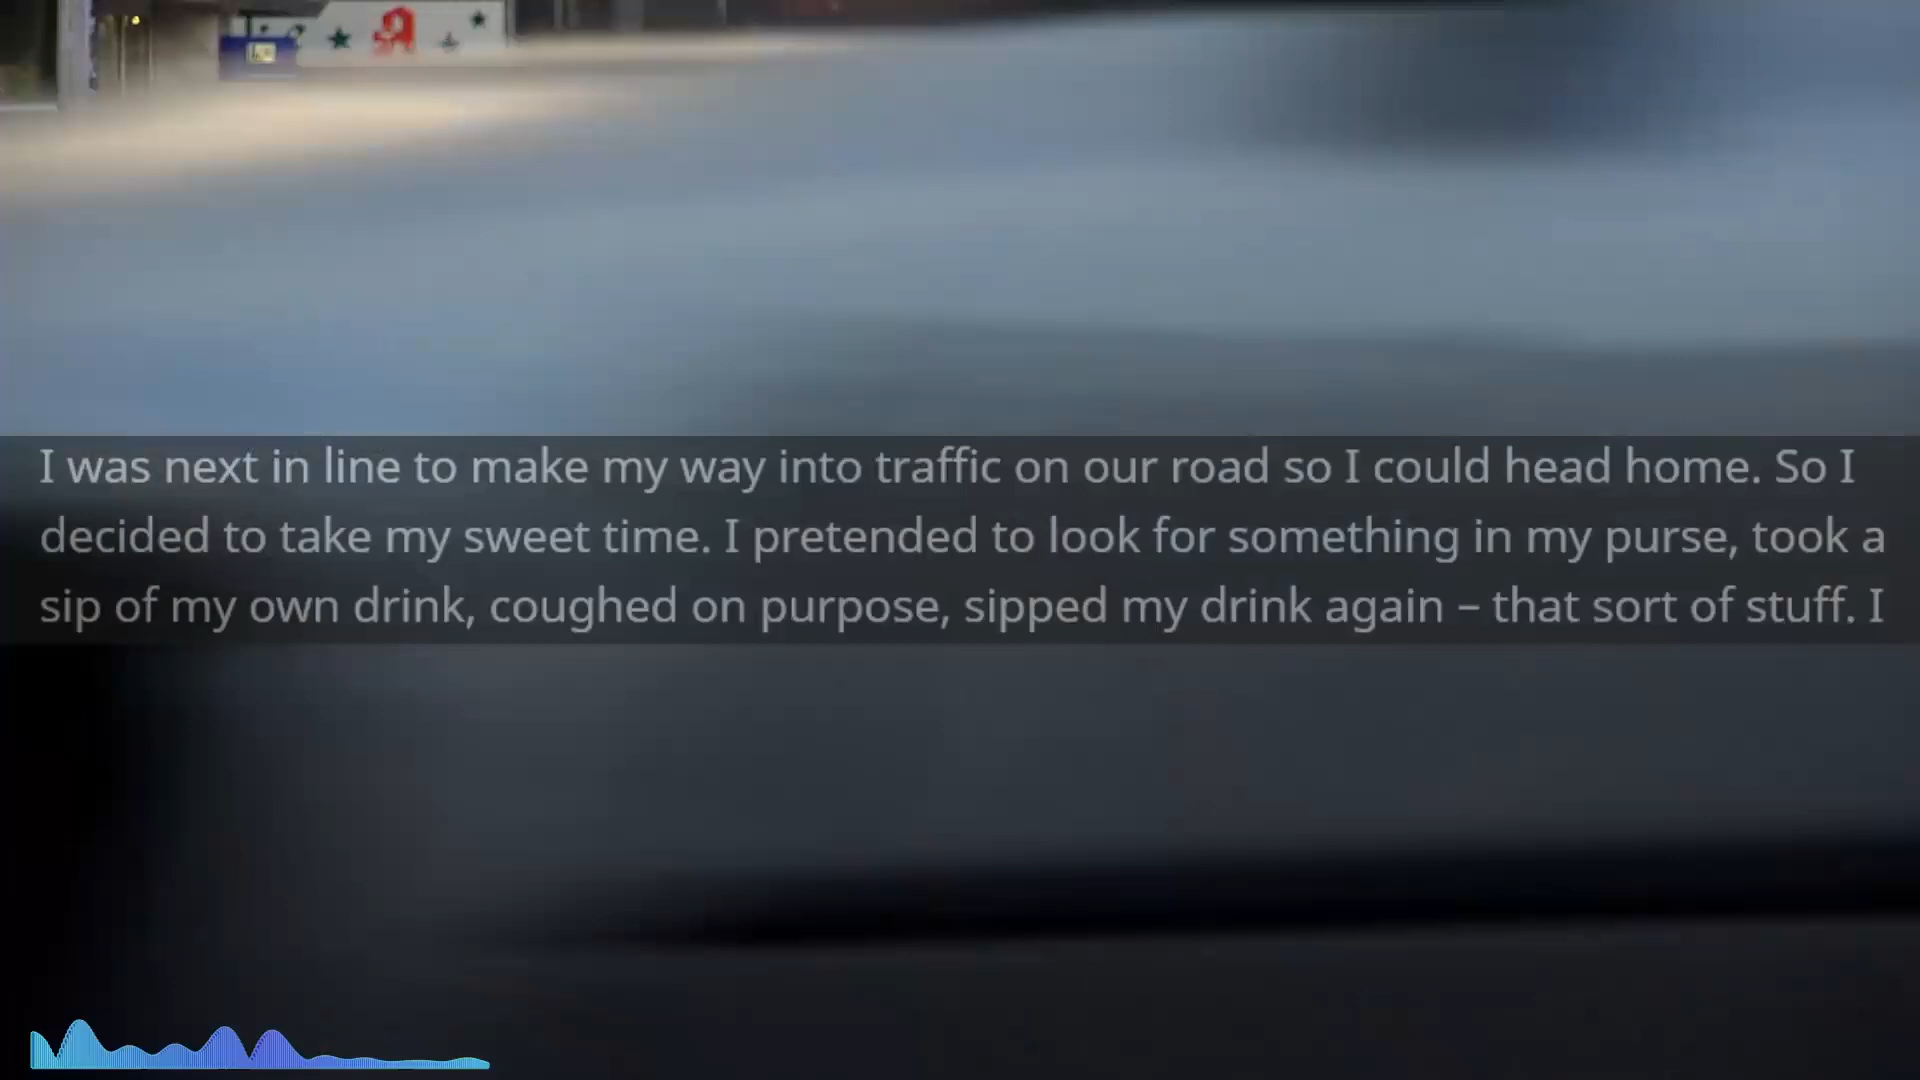 I was next in line to make my way into traffic on our road so I could head home. So I
decided to take my sweet time. I pretended to look for something in my purse, took a
sip of my own drink, coughed on purpose, sipped my drink again – that sort of stuff. I